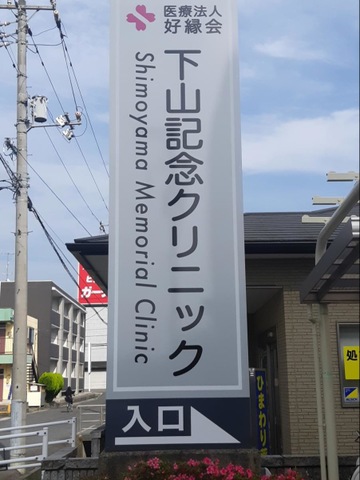 医療法人
好縁会
下山記念クリニック
Shimoyama Memorial Clinic
入口
ひまわり
処